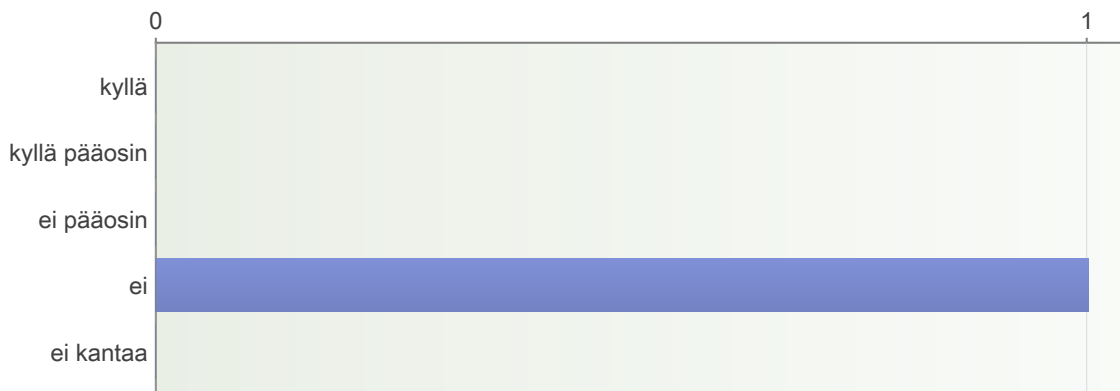 0 1
kyllä
kyllä pääosin
ei pääosin
ei
ei kantaa